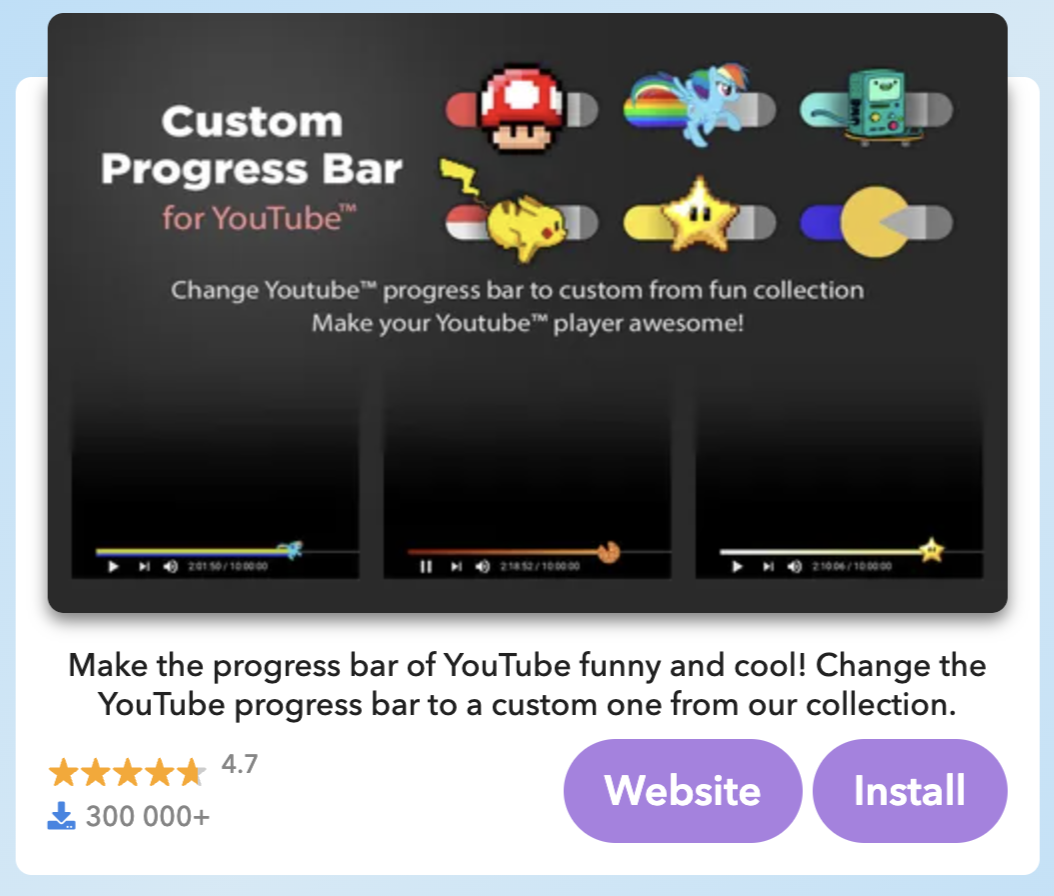 Custom
Progress Bar
for YouTube™
Change Youtube™ progress bar to custom from fun collection
Make your Youtube™ player awesome!
2:01:50 / 10:00:00
2:18:52 / 10:00:00
2:10:06 / 10:00:00
Make the progress bar of YouTube funny and cool! Change the
YouTube progress bar to a custom one from our collection.
4.7
300 000+
Website
Install